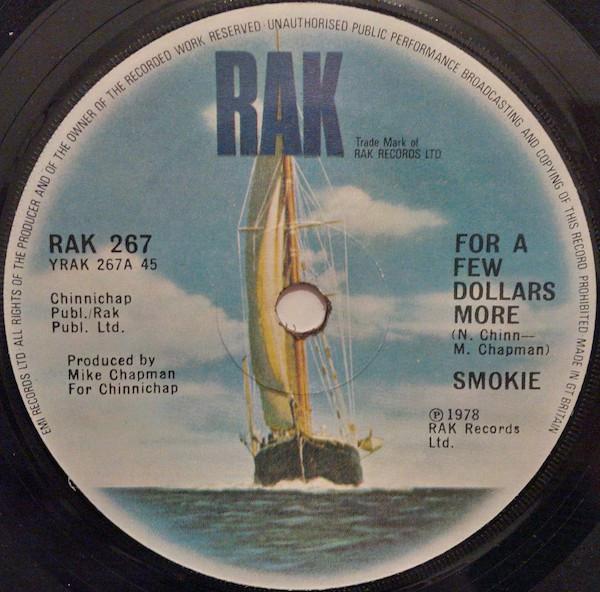 EMI RECORDS LTD ALL RIGHTS OF THE PRODUCER AND OF THE OWNER OF THE RECORDED WORK RESERVED · UNAUTHORISED PUBLIC PERFORMANCE BROADCASTING AND COPYING OF THIS RECORD PROHIBITED MADE IN GT BRITAIN
RAK
Trade Mark of
RAK RECORDS LTD.
RAK 267
YRAK 267A 45
Chinnichap
Publ./Rak
Publ. Ltd.
Produced by
Mike Chapman
For Chinnichap
FOR A
FEW
DOLLARS
MORE
(N. Chinn—
M. Chapman)
SMOKIE
℗ 1978
RAK Records
Ltd.